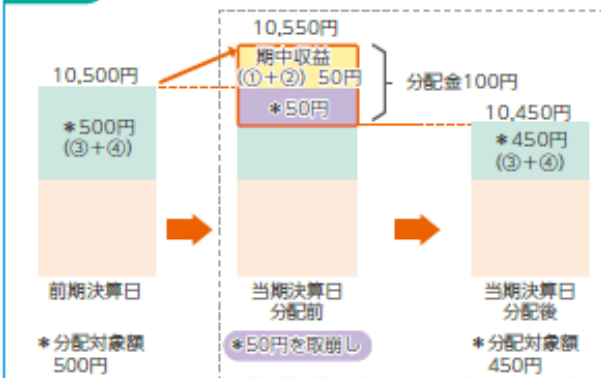 10,550円
10,500円
期中収益
(①+②) 50円
*50円
分配金100円
*500円
(③+④)
10,450円
*450円
(③+④)
前期決算日
当期決算日
分配前
当期決算日
分配後
*分配対象額
500円
*50円を取崩し
*分配対象額
450円